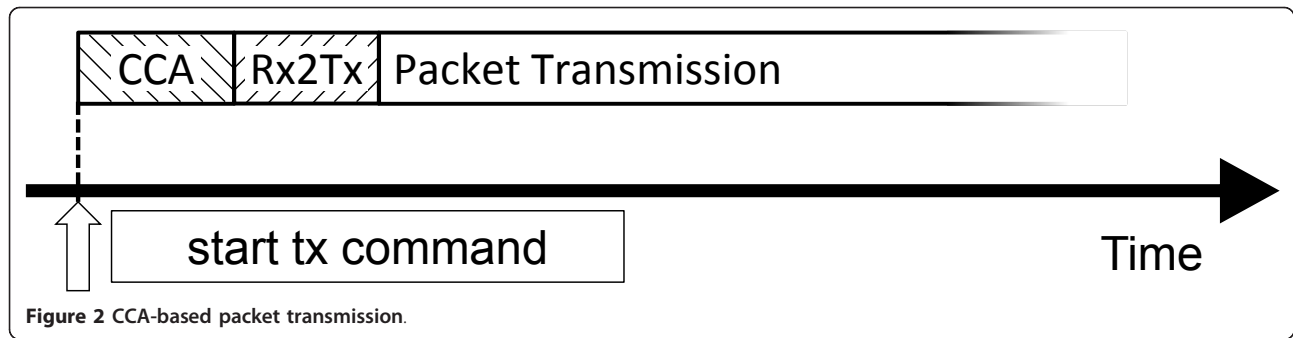 CCA Rx2Tx Packet Transmission
start tx command
Time
Figure 2 CCA-based packet transmission.